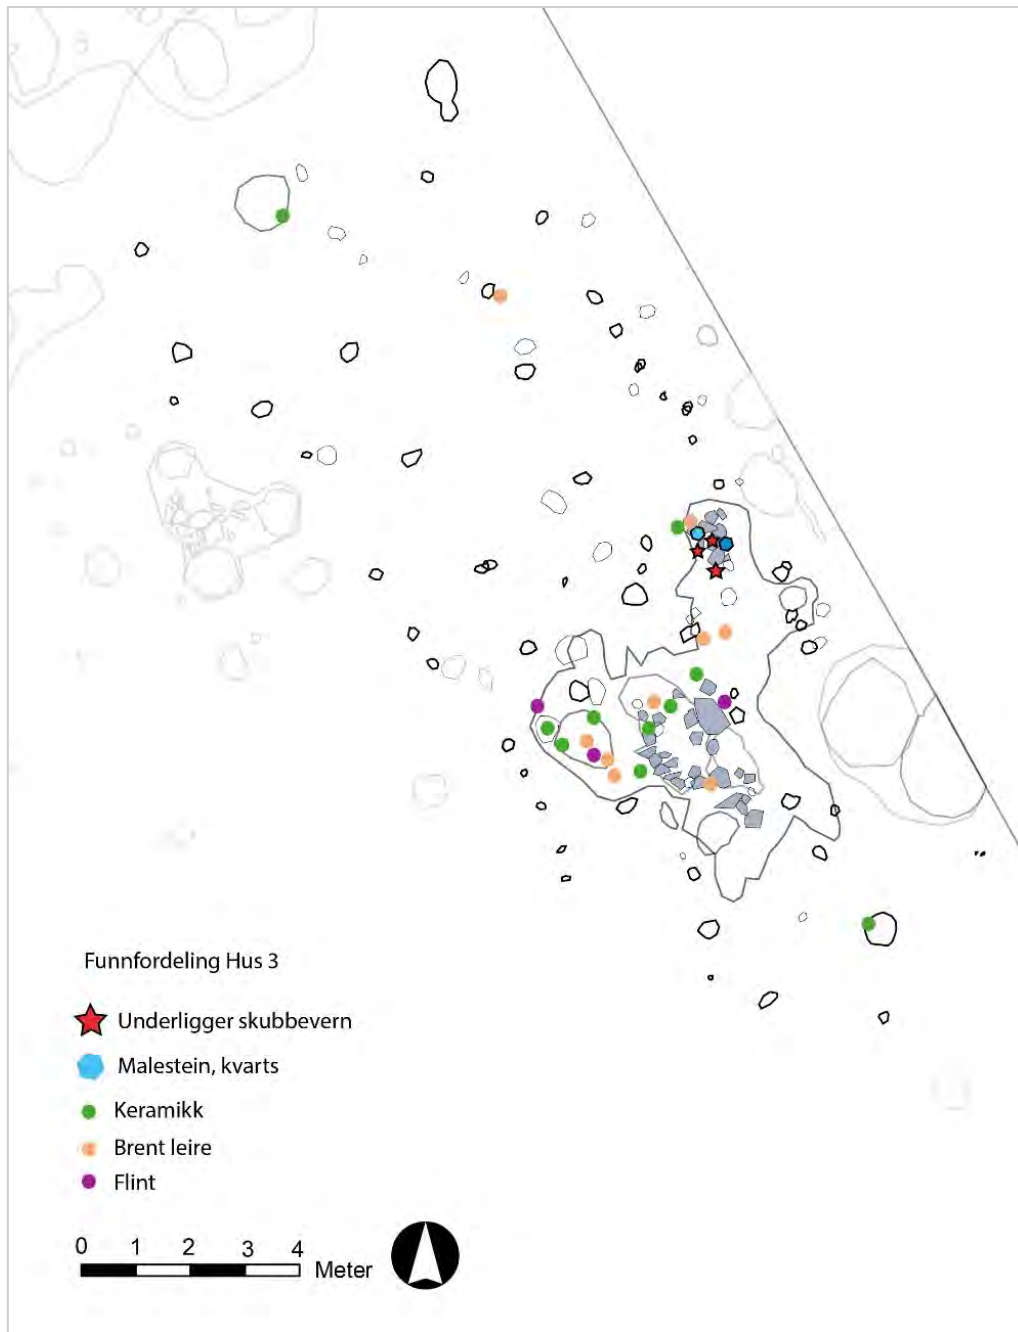 Funnfordeling Hus 3
Underligger skubbevern
Malestein, kvarts
Keramikk
Brent leire
Flint
0 1 2 3 4
Meter